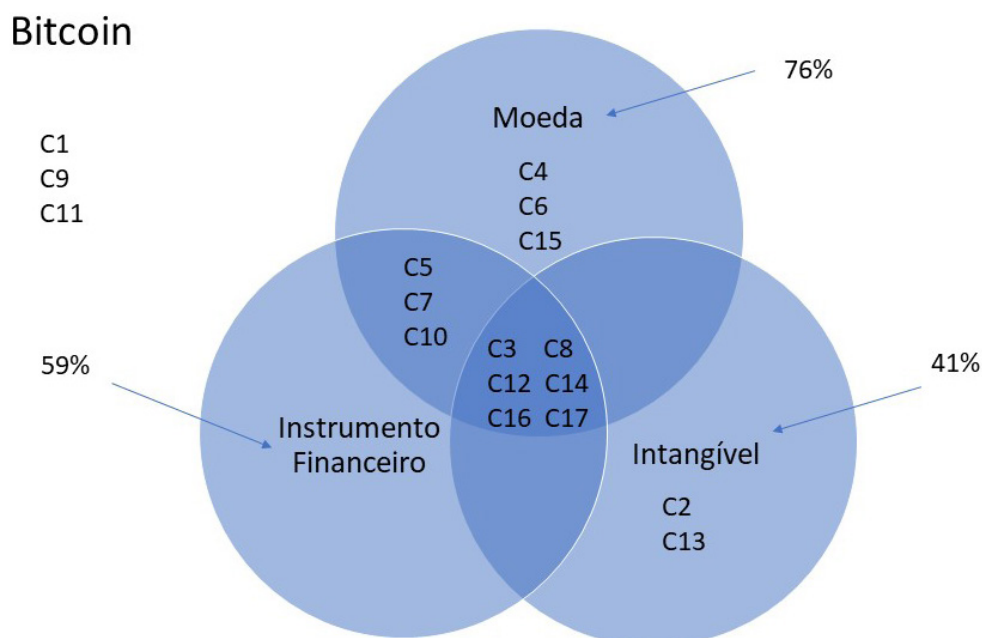 Bitcoin
76%
Moeda
C1
C9
C11
C4
C6
C15
C5
C7
C10
C3 C8
C12 C14
C16 C17
59%
41%
Instrumento
Financeiro
Intangível
C2
C13